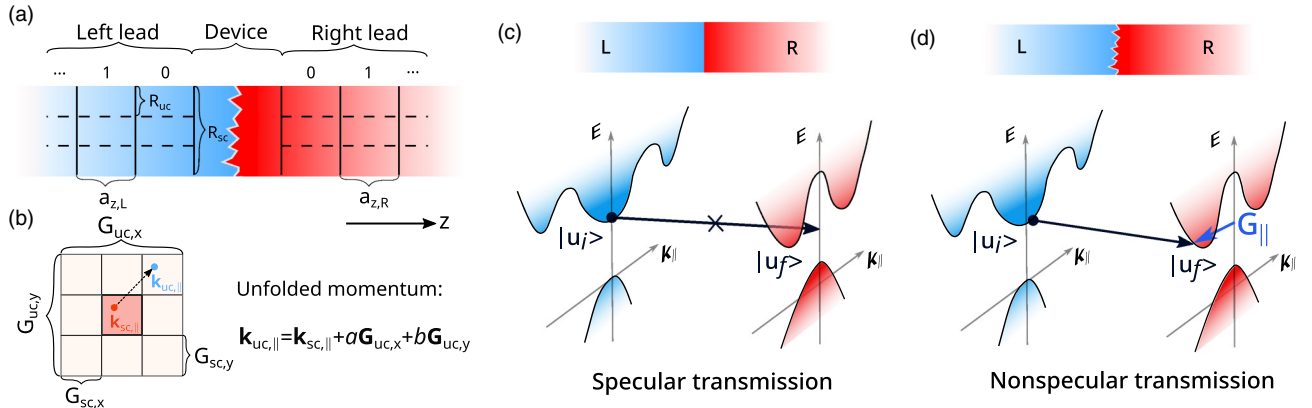 (a)
Left lead Device Right lead
... 1 0 0 1 ...
R_uc
R_sc
a_z,L
a_z,R
z
(b)
G_uc,x
G_uc,y
k_uc,∥
k_sc,∥
G_sc,y
G_sc,x
Unfolded momentum:
k_uc,∥=k_sc,∥+aG_uc,x+bG_uc,y
(c)
L R
E E
|u_i>
|u_f>
k_∥ k_∥
Specular transmission
(d)
L R
E E
|u_i>
G_∥
|u_f>
k_∥ k_∥
Nonspecular transmission